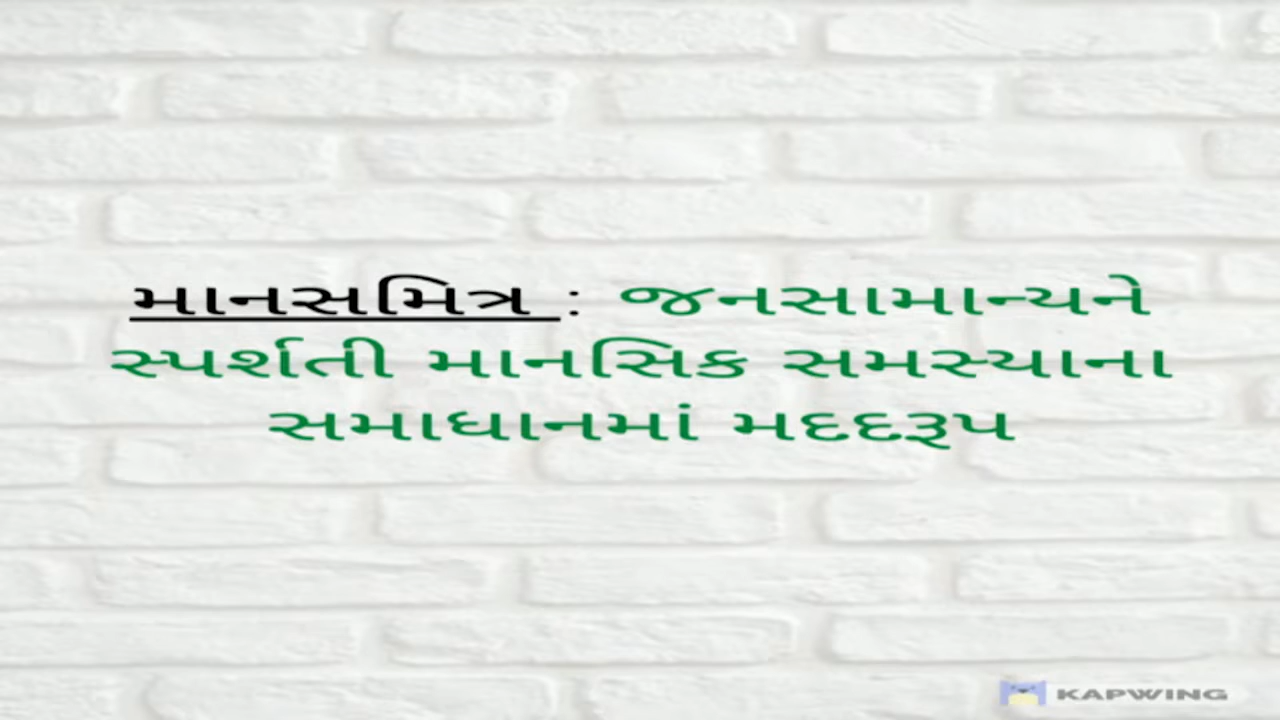 માનસમિત્ર : જનસામાન્યને
સ્પર્શતી માનસિક સમસ્યાના
સમાધાનમાં મદદરૂપ
KAPWING